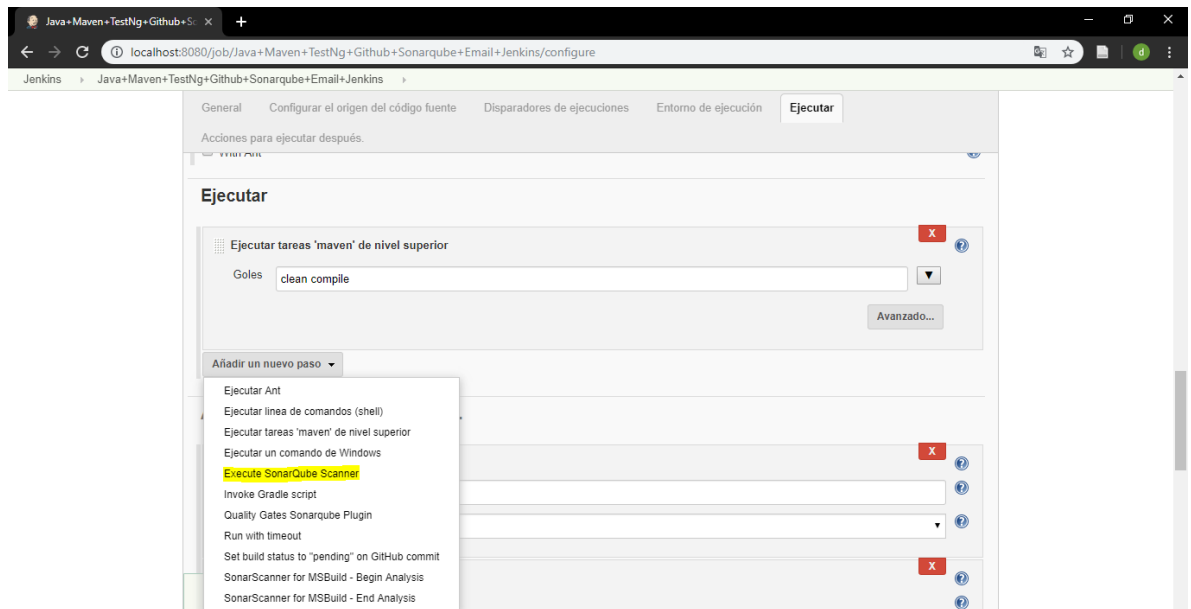 Java+Maven+TestNg+Github+So
localhost:8080/job/Java+Maven+TestNg+Github+Sonarqube+Email+Jenkins/configure
d
Jenkins Java+Maven+TestNg+Github+Sonarqube+Email+Jenkins
General Configurar el origen del código fuente Disparadores de ejecuciones Entorno de ejecución Ejecutar
Acciones para ejecutar después.
With Ant
Ejecutar
X
Ejecutar tareas 'maven' de nivel superior
Goles clean compile
Avanzado...
Añadir un nuevo paso
Ejecutar Ant
Ejecutar linea de comandos (shell)
Ejecutar tareas 'maven' de nivel superior
Ejecutar un comando de Windows
X
Execute SonarQube Scanner
Invoke Gradle script
Quality Gates Sonarqube Plugin
Run with timeout
Set build status to "pending" on GitHub commit
X
SonarScanner for MSBuild - Begin Analysis
SonarScanner for MSBuild - End Analysis